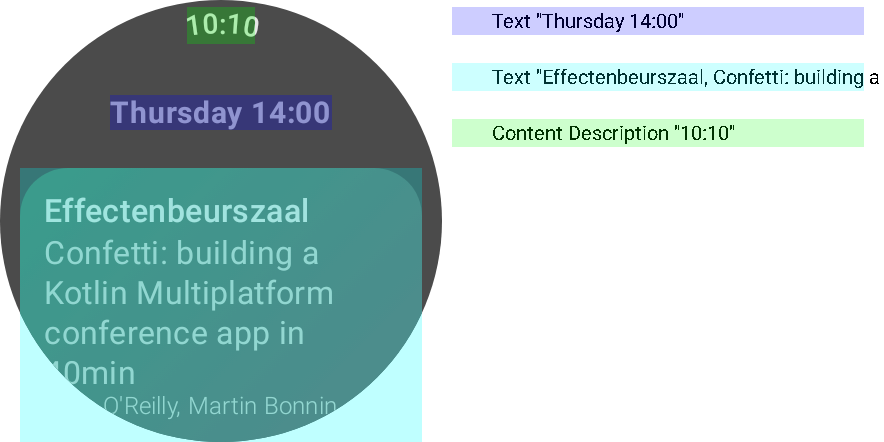 10:10
Thursday 14:00
Effectenbeurszaal
Confetti: building a
Kotlin Multiplatform
conference app in
40min
O'Reilly, Martin Bonnin
Text "Thursday 14:00"
Text "Effectenbeurszaal, Confetti: building a
Content Description "10:10"